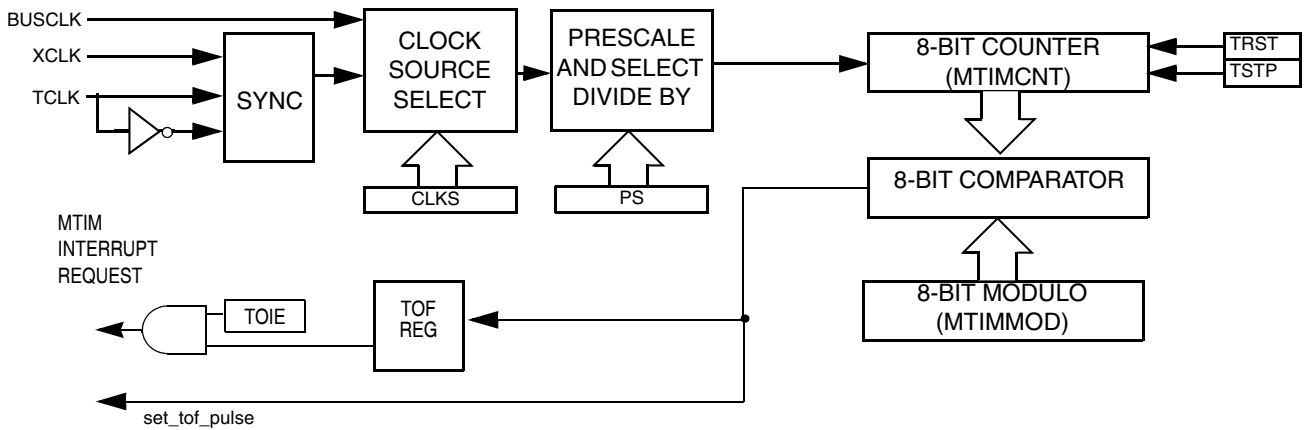 BUSCLK
XCLK
TCLK
SYNC
CLOCK
SOURCE
SELECT
CLKS
PRESCALE
AND SELECT
DIVIDE BY
PS
8-BIT COUNTER
(MTIMCNT)
TRST
TSTP
8-BIT COMPARATOR
8-BIT MODULO
(MTIMMOD)
MTIM
INTERRUPT
REQUEST
TOIE
TOF
REG
set_tof_pulse